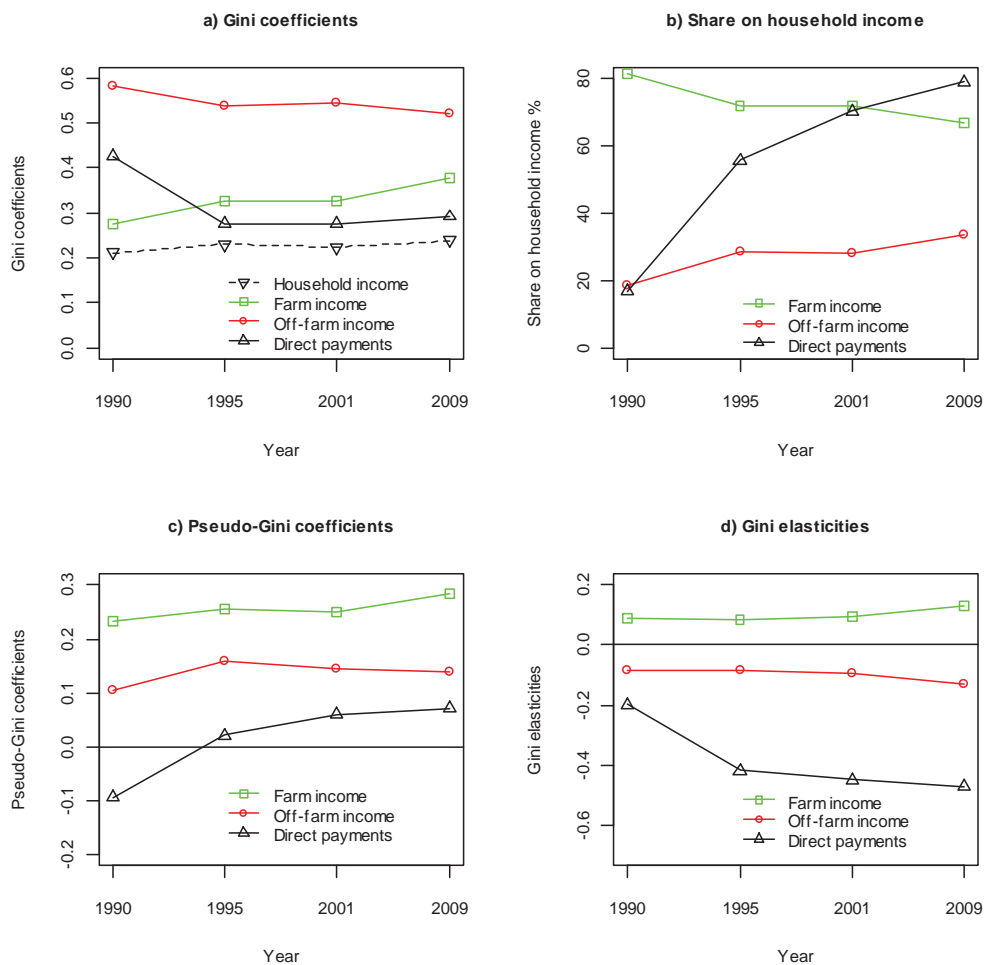 a) Gini coefficients
Gini coefficients
0.6
0.5
0.4
0.3
0.2
0.1
0.0
Household income
Farm income
Off-farm income
Direct payments
1990 1995 2001 2009
Year
b) Share on household income
Share on household income %
80
60
40
20
0
Farm income
Off-farm income
Direct payments
1990 1995 2001 2009
Year
c) Pseudo-Gini coefficients
Pseudo-Gini coefficients
0.3
0.2
0.1
0.0
-0.1
-0.2
Farm income
Off-farm income
Direct payments
1990 1995 2001 2009
Year
d) Gini elasticities
Gini elasticities
0.2
0.0
-0.2
-0.4
-0.6
Farm income
Off-farm income
Direct payments
1990 1995 2001 2009
Year